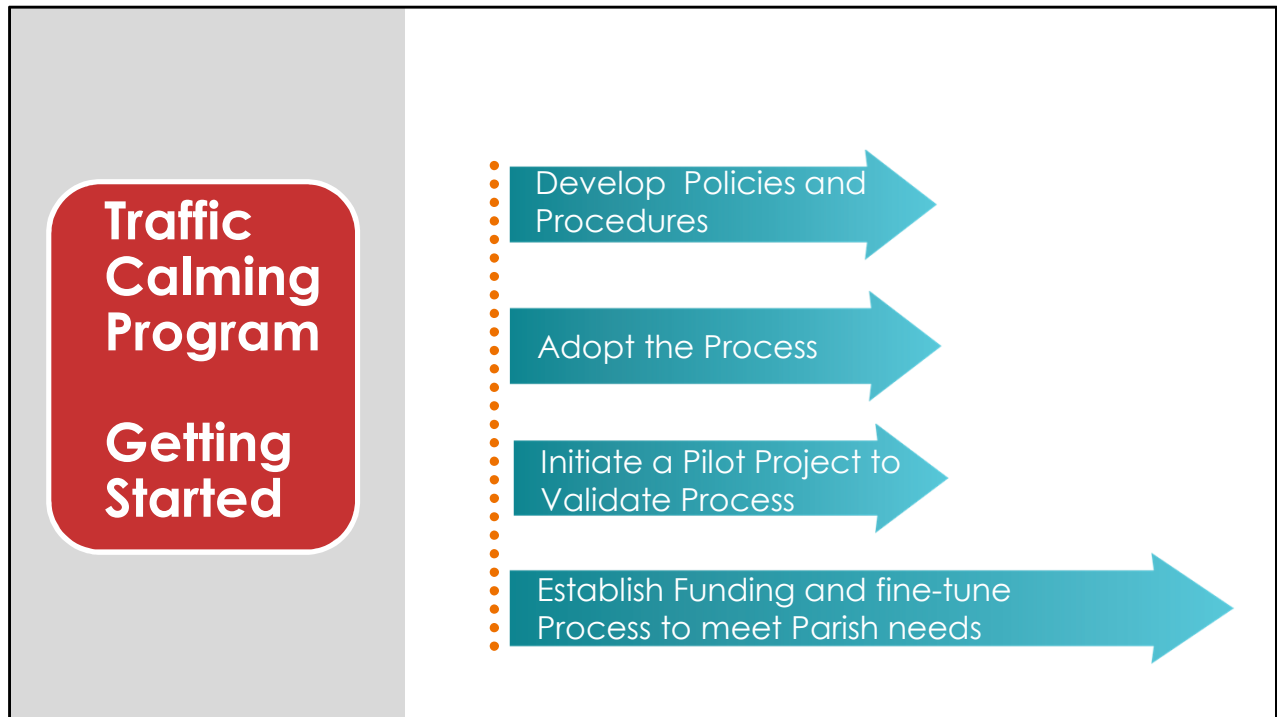 Traffic
Calming
Program
Getting
Started
Develop  Policies and
Procedures
Adopt the Process
Initiate a Pilot Project to
Validate Process
Establish Funding and fine-tune
Process to meet Parish needs